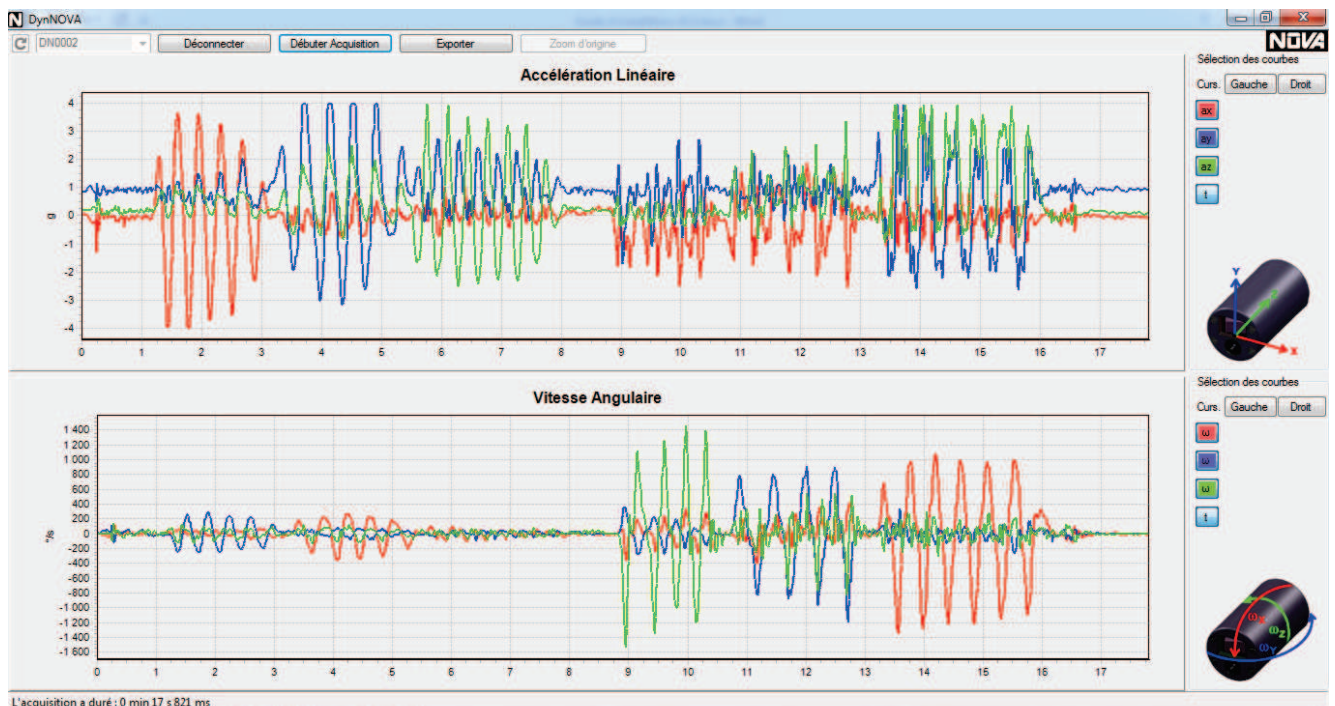 DynNOVA
DN0002 Déconnecter Débuter Acquisition Exporter Zoom d'origine
NOVA
Accélération Linéaire
Sélection des courbes
Curs. Gauche Droit
ax
ay
az
t
g
4
3
2
1
0
-1
-2
-3
-4
0 1 2 3 4 5 6 7 8 9 10 11 12 13 14 15 16 17
Y
X
Vitesse Angulaire
Sélection des courbes
Curs. Gauche Droit
ω
ω
ω
t
°/s
1 400
1 200
1 000
800
600
400
200
0
-200
-400
-600
-800
-1 000
-1 200
-1 400
-1 600
0 1 2 3 4 5 6 7 8 9 10 11 12 13 14 15 16 17
ωx
ωz
ωY
L'acquisition a duré : 0 min 17 s 821 ms